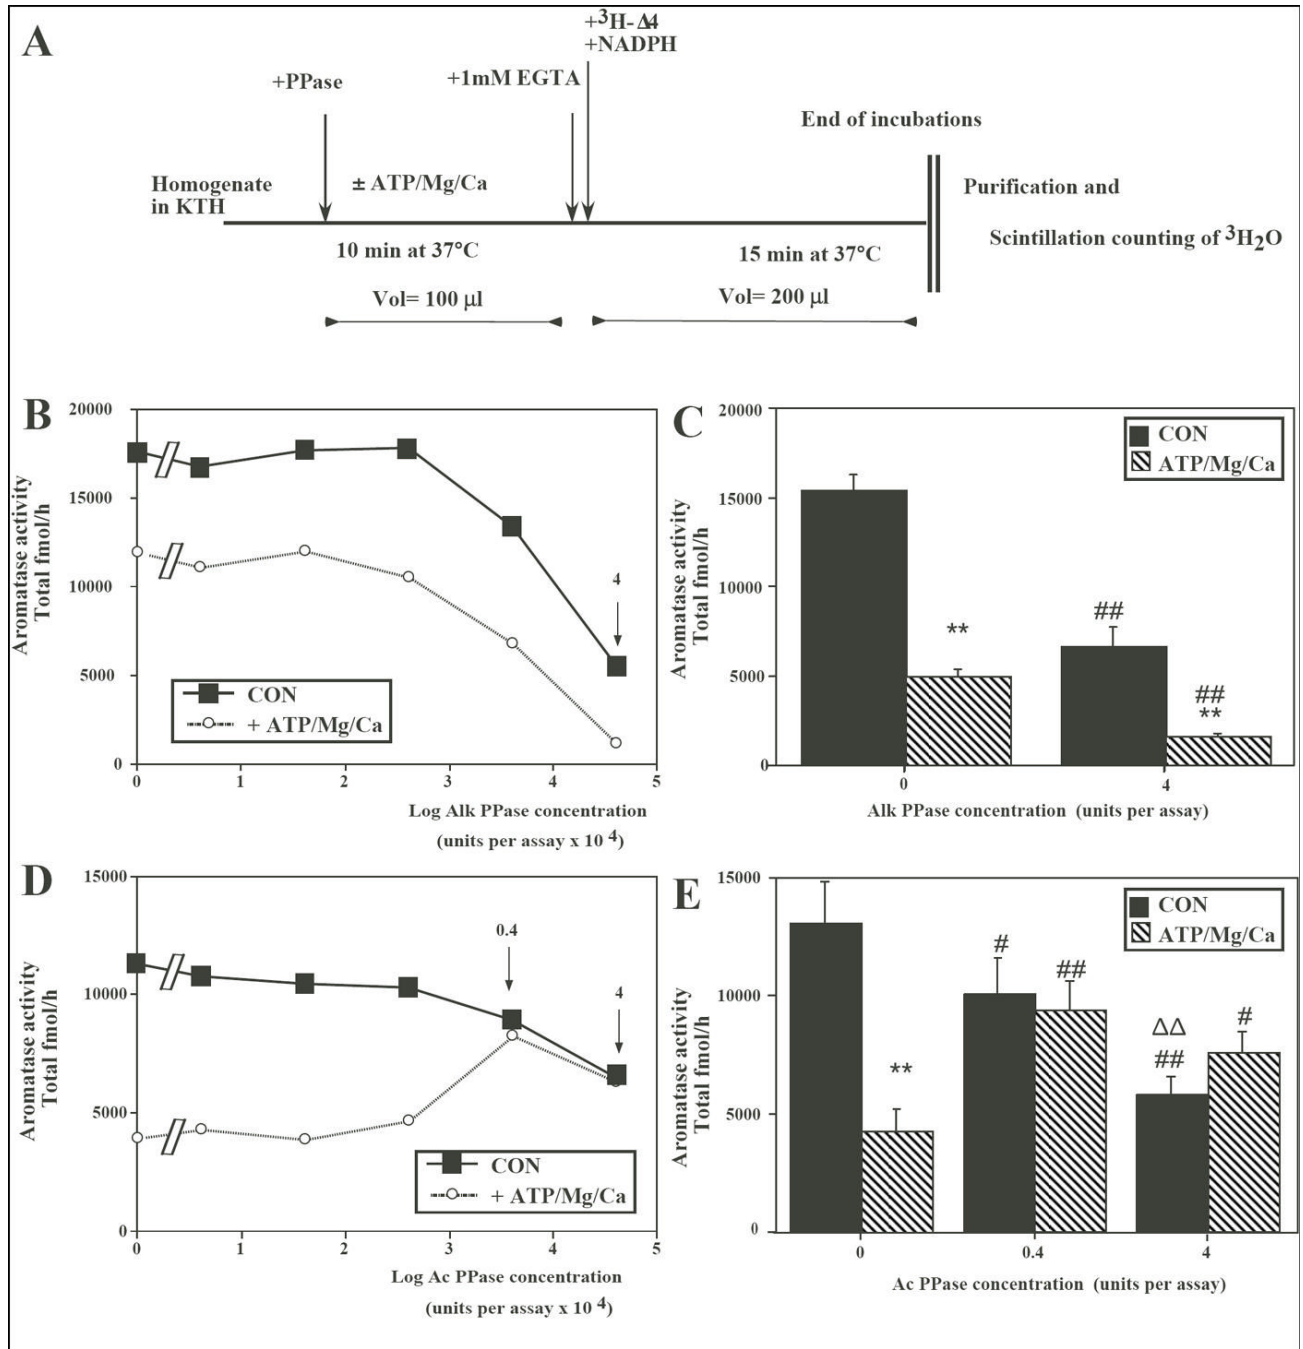 A
+3H-Δ4
+NADPH
+PPase
+1mM EGTA
End of incubations
Homogenate
in KTH
± ATP/Mg/Ca
Purification and
Scintillation counting of 3H2O
10 min at 37°C
15 min at 37°C
Vol= 100 µl
Vol= 200 µl
B
Aromatase activity
Total fmol/h
20000
15000
10000
5000
0
4
CON
+ ATP/Mg/Ca
0 1 2 3 4 5
Log Alk PPase concentration
(units per assay x 10 4)
C
Aromatase activity
Total fmol/h
20000
15000
10000
5000
0
CON
ATP/Mg/Ca
**
##
##
**
0 4
Alk PPase concentration (units per assay)
D
Aromatase activity
Total fmol/h
15000
10000
5000
0
0.4
4
CON
+ ATP/Mg/Ca
0 1 2 3 4 5
Log Ac PPase concentration
(units per assay x 10 4)
E
Aromatase activity
Total fmol/h
15000
10000
5000
0
CON
ATP/Mg/Ca
**
#
##
ΔΔ
##
#
0 0.4 4
Ac PPase concentration (units per assay)